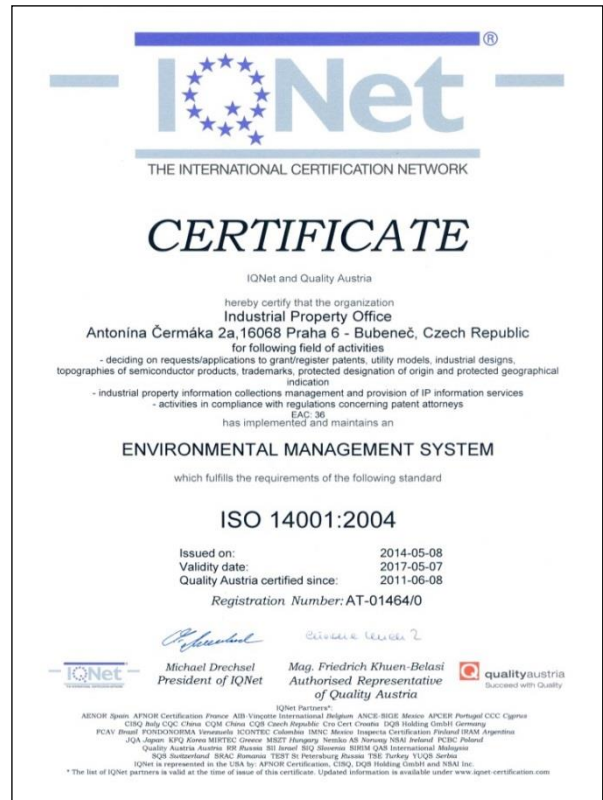 IQNet ®
THE INTERNATIONAL CERTIFICATION NETWORK
CERTIFICATE
IQNet and Quality Austria
hereby certify that the organization
Industrial Property Office
Antonína Čermáka 2a,16068 Praha 6 - Bubeneč, Czech Republic
for following field of activities
- deciding on requests/applications to grant/register patents, utility models, industrial designs,
topographies of semiconductor products, trademarks, protected designation of origin and protected geographical
indication
- industrial property information collections management and provision of IP information services
- activities in compliance with regulations concerning patent attorneys
EAC: 36
has implemented and maintains an
ENVIRONMENTAL MANAGEMENT SYSTEM
which fulfills the requirements of the following standard
ISO 14001:2004
Issued on: 2014-05-08
Validity date: 2017-05-07
Quality Austria certified since: 2011-06-08
Registration Number: AT-01464/0
IQNet
Michael Drechsel
President of IQNet
Mag. Friedrich Khuen-Belasi
Authorised Representative
of Quality Austria
qualityaustria
Succeed with Quality
IQNet Partners*:
AENOR Spain AFNOR Certification France AIB-Vinçotte International Belgium ANCE-SIGE Mexico APCER Portugal CCC Cyprus
CISQ Italy CQC China CQM China CQS Czech Republic Cro Cert Croatia DQS Holding GmbH Germany
FCAV Brazil FONDONORMA Venezuela ICONTEC Colombia IMNC Mexico Inspecta Certification Finland IRAM Argentina
JQA Japan KFQ Korea MIRTEC Greece MSZT Hungary Nemko AS Norway NSAI Ireland PCBC Poland
Quality Austria Austria RR Russia SII Israel SIQ Slovenia SIRIM QAS International Malaysia
SQS Switzerland SRAC Romania TEST St Petersburg Russia TSE Turkey YUQS Serbia
IQNet is represented in the USA by: AFNOR Certification, CISQ, DQS Holding GmbH and NSAI Inc.
* The list of IQNet partners is valid at the time of issue of this certificate. Updated information is available under www.iqnet-certification.com